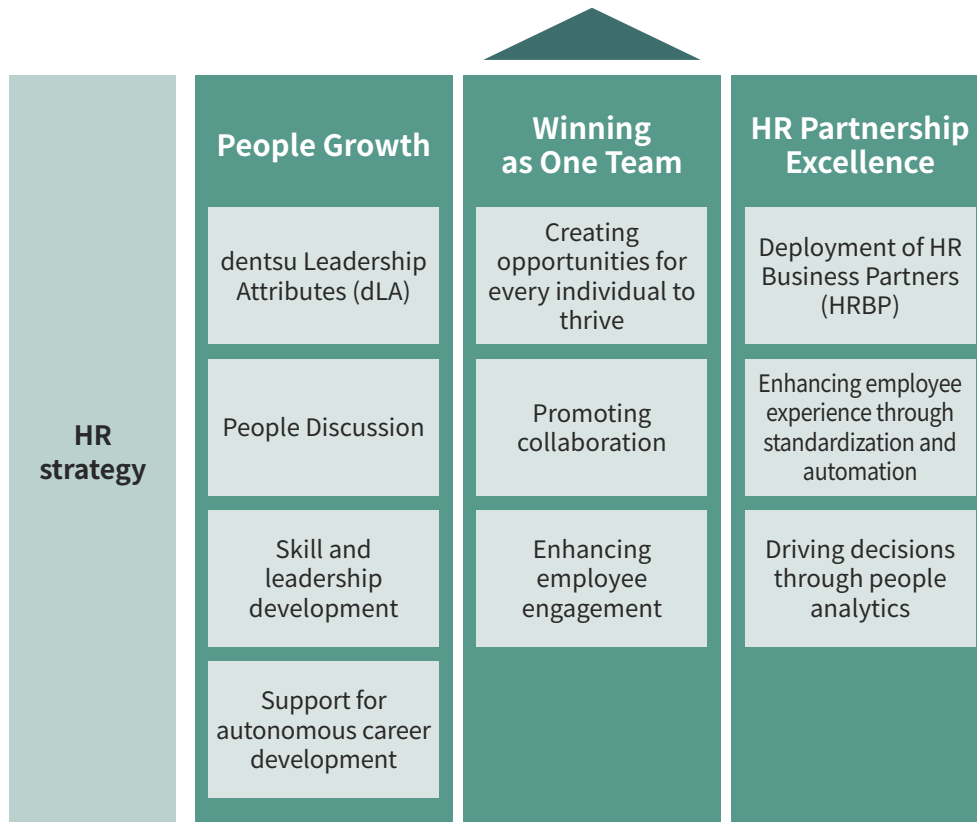 HR
strategy
People Growth
dentsu Leadership
Attributes (dLA)
People Discussion
Skill and
leadership
development
Support for
autonomous career
development
Winning
as One Team
Creating
opportunities for
every individual to
thrive
Promoting
collaboration
Enhancing
employee
engagement
HR Partnership
Excellence
Deployment of HR
Business Partners
(HRBP)
Enhancing employee
experience through
standardization and
automation
Driving decisions
through people
analytics